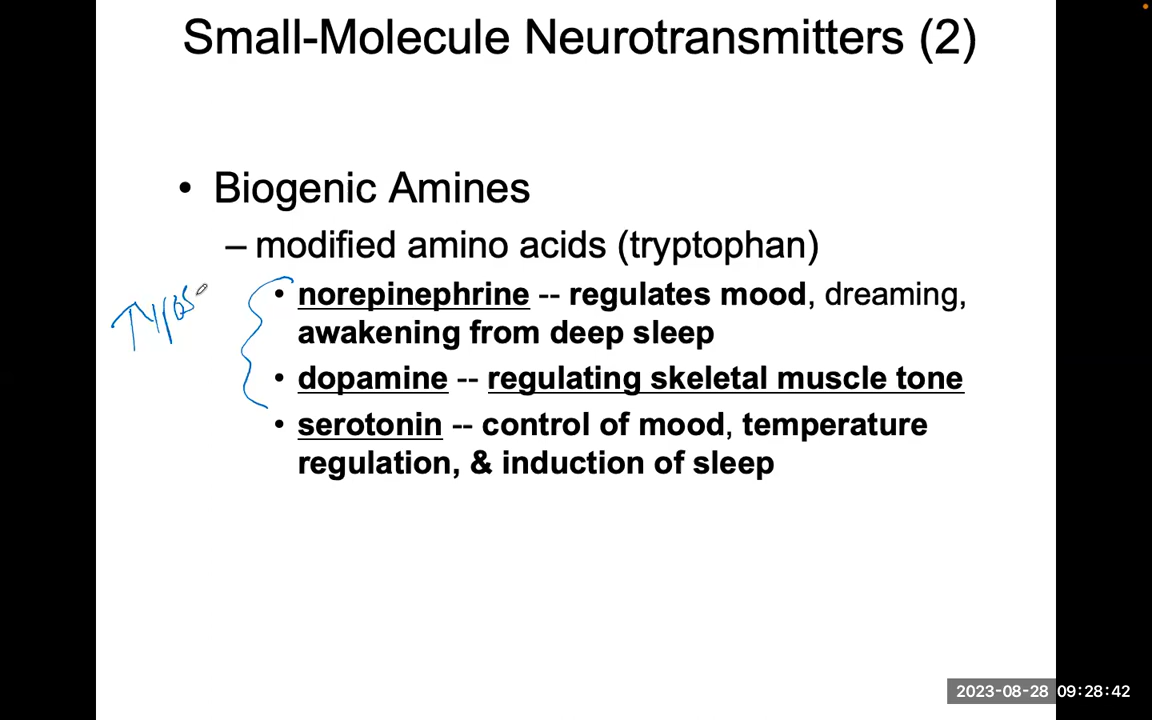 Small-Molecule Neurotransmitters (2)
• Biogenic Amines
– modified amino acids (tryptophan)
• norepinephrine -- regulates mood, dreaming,
awakening from deep sleep
• dopamine -- regulating skeletal muscle tone
• serotonin -- control of mood, temperature
regulation, & induction of sleep
2023-08-28 09:28:42